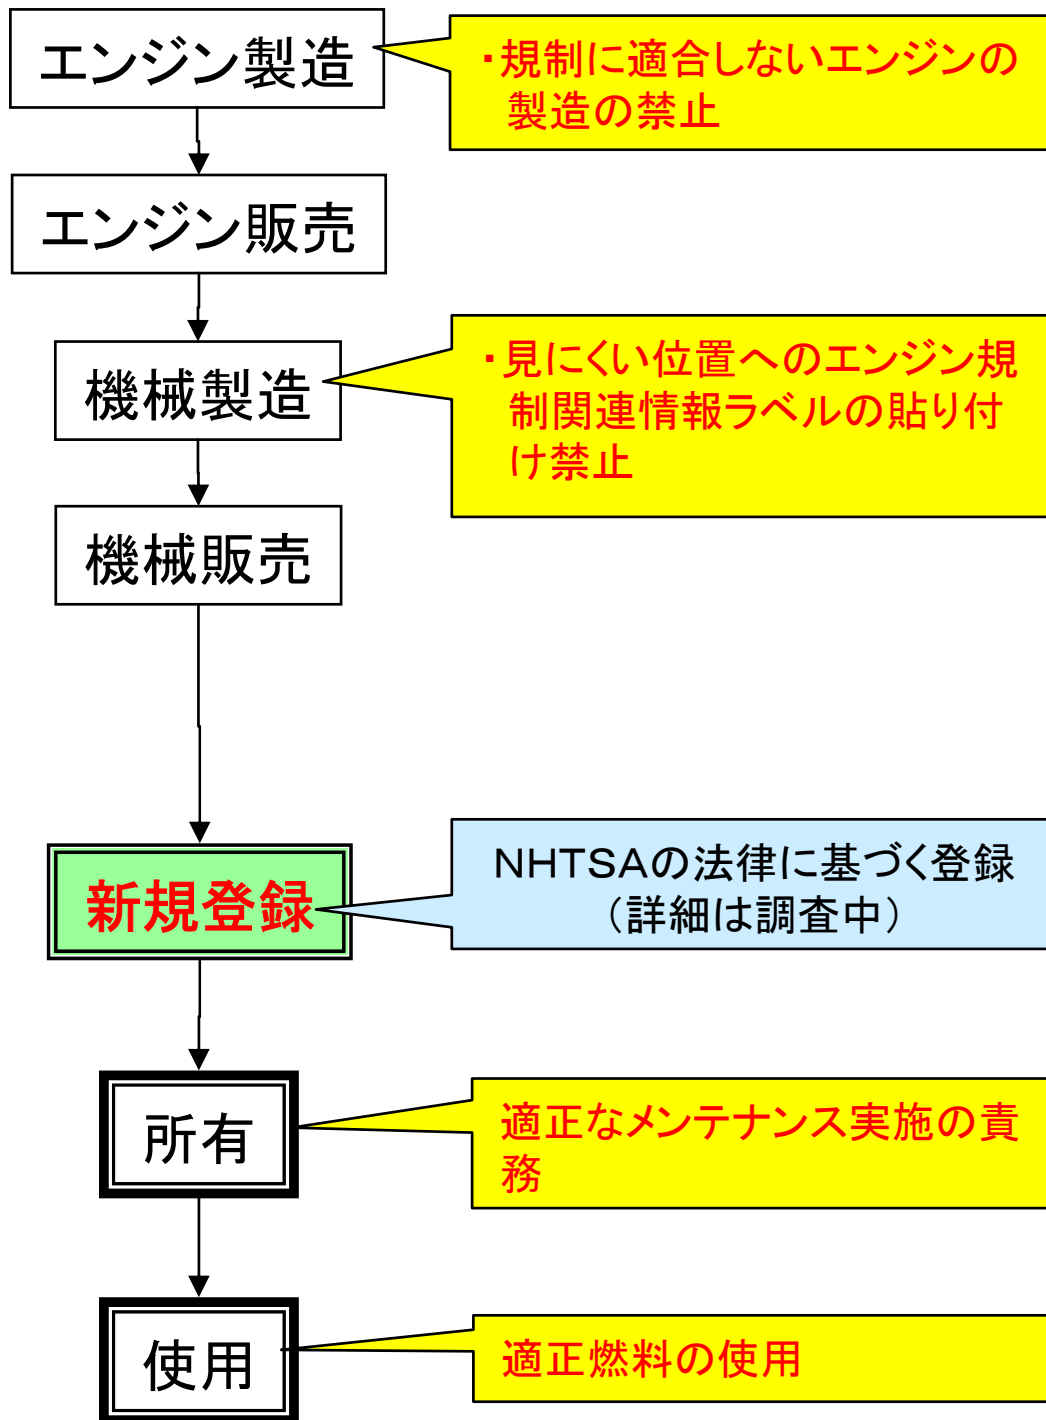 エンジン製造
・規制に適合しないエンジンの
製造の禁止
エンジン販売
機械製造
・見にくい位置へのエンジン規
制関連情報ラベルの貼り付
け禁止
機械販売
新規登録
NHTSAの法律に基づく登録
（詳細は調査中）
所有
適正なメンテナンス実施の責
務
使用
適正燃料の使用